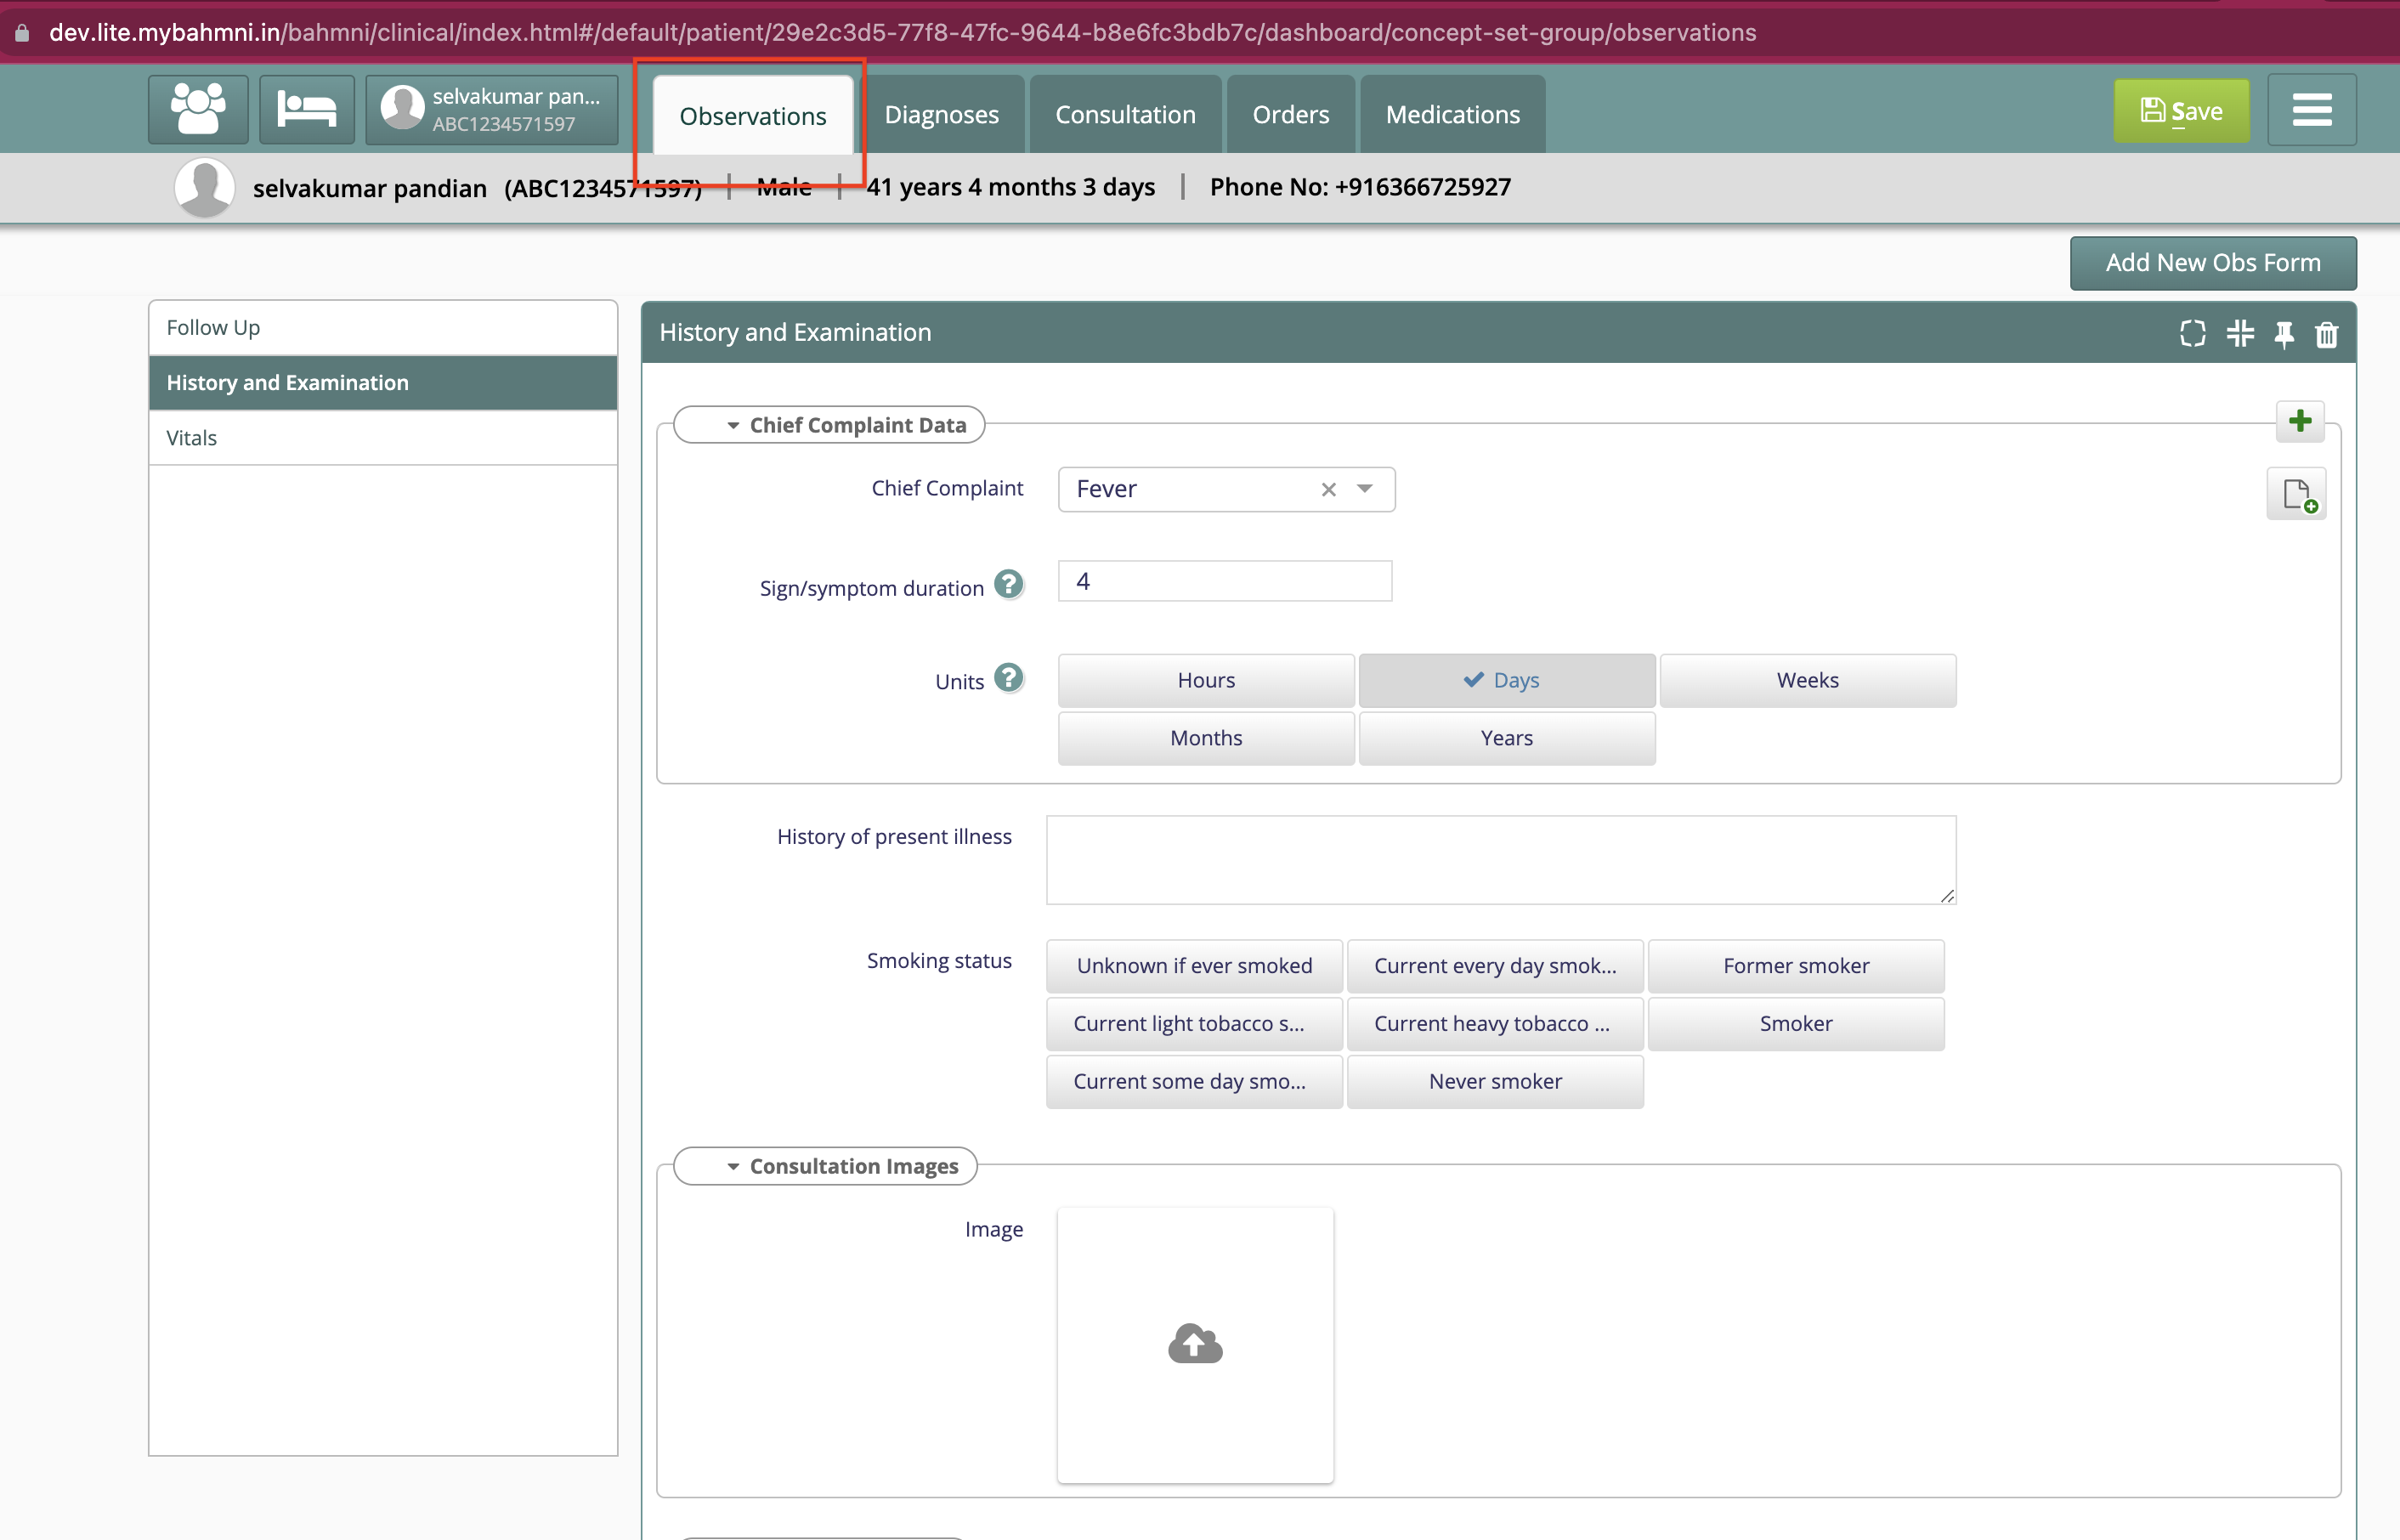 dev.lite.mybahmni.in/bahmni/clinical/index.html#/default/patient/29e2c3d5-77f8-47fc-9644-b8e6fc3bdb7c/dashboard/concept-set-group/observations
selvakumar pan...
ABC1234571597
Observations
Diagnoses
Consultation
Orders
Medications
Save
selvakumar pandian (ABC1234571597) | Male | 41 years 4 months 3 days | Phone No: +916366725927
Add New Obs Form
Follow Up
History and Examination
Vitals
History and Examination
Chief Complaint Data
Chief Complaint
Fever
Sign/symptom duration ?
4
Units ?
Hours
Days
Weeks
Months
Years
History of present illness
Smoking status
Unknown if ever smoked
Current every day smok...
Former smoker
Current light tobacco s...
Current heavy tobacco ...
Smoker
Current some day smo...
Never smoker
Consultation Images
Image